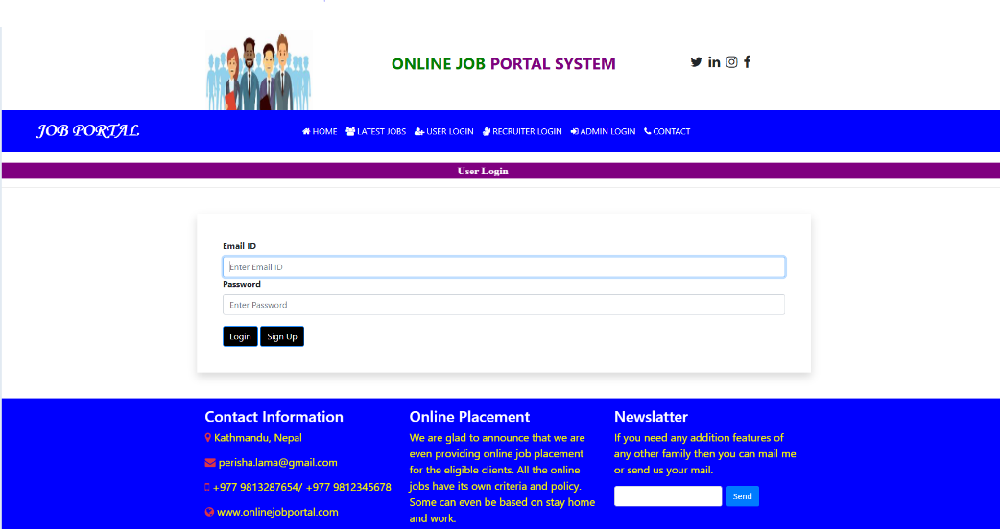 ONLINE JOB PORTAL SYSTEM
JOB PORTAL
HOME LATEST JOBS USER LOGIN RECRUITER LOGIN ADMIN LOGIN CONTACT
User Login
Email ID
Enter Email ID
Password
Enter Password
Login Sign Up
Contact Information
Kathmandu, Nepal
perisha.lama@gmail.com
+977 9813287654/ +977 9812345678
www.onlinejobportal.com
Online Placement
We are glad to announce that we are
even providing online job placement
for the eligible clients. All the online
jobs have its own criteria and policy.
Some can even be based on stay home
and work.
Newslatter
If you need any addition features of
any other family then you can mail me
or send us your mail.
Send